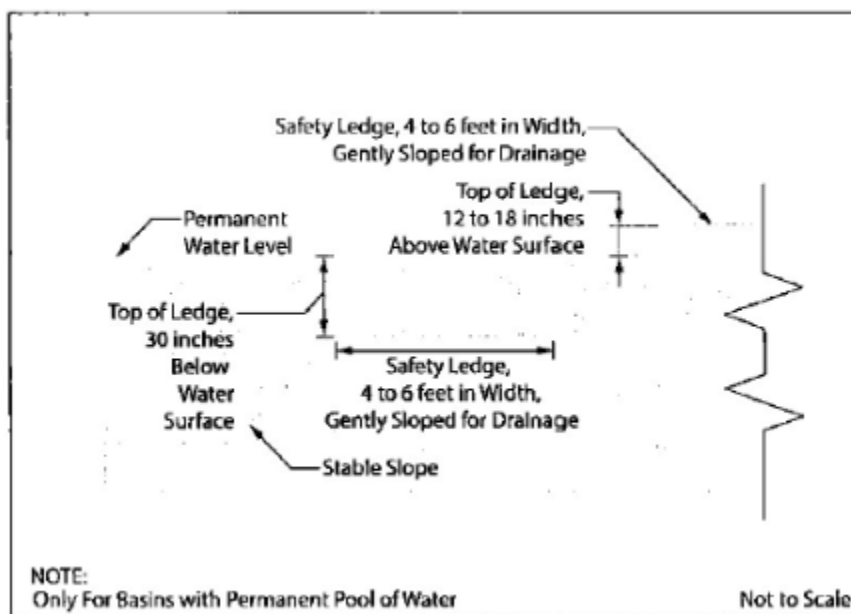 Safety Ledge, 4 to 6 feet in Width,
Gently Sloped for Drainage
Top of Ledge,
12 to 18 inches
Above Water Surface
Permanent
Water Level
Top of Ledge,
30 inches
Below
Water
Surface
Safety Ledge,
4 to 6 feet in Width,
Gently Sloped for Drainage
Stable Slope
NOTE:
Only For Basins with Permanent Pool of Water
Not to Scale